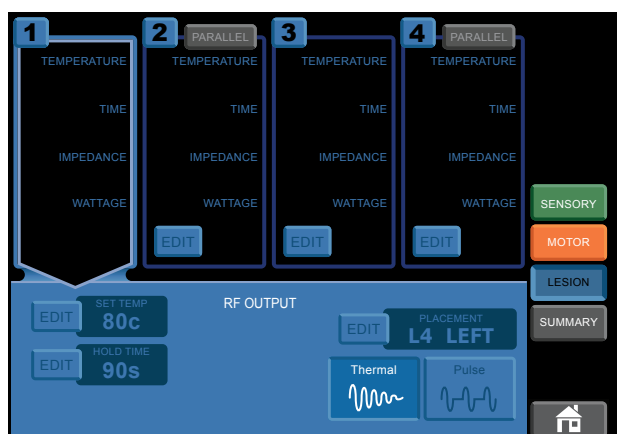 1
TEMPERATURE
TIME
IMPEDANCE
WATTAGE
2 PARALLEL
TEMPERATURE
TIME
IMPEDANCE
WATTAGE
EDIT
3
TEMPERATURE
TIME
IMPEDANCE
WATTAGE
EDIT
4 PARALLEL
TEMPERATURE
TIME
IMPEDANCE
WATTAGE
EDIT
SENSORY
MOTOR
LESION
SUMMARY
RF OUTPUT
EDIT
SET TEMP
80c
EDIT
HOLD TIME
90s
EDIT
PLACEMENT
L4 LEFT
Thermal
Pulse